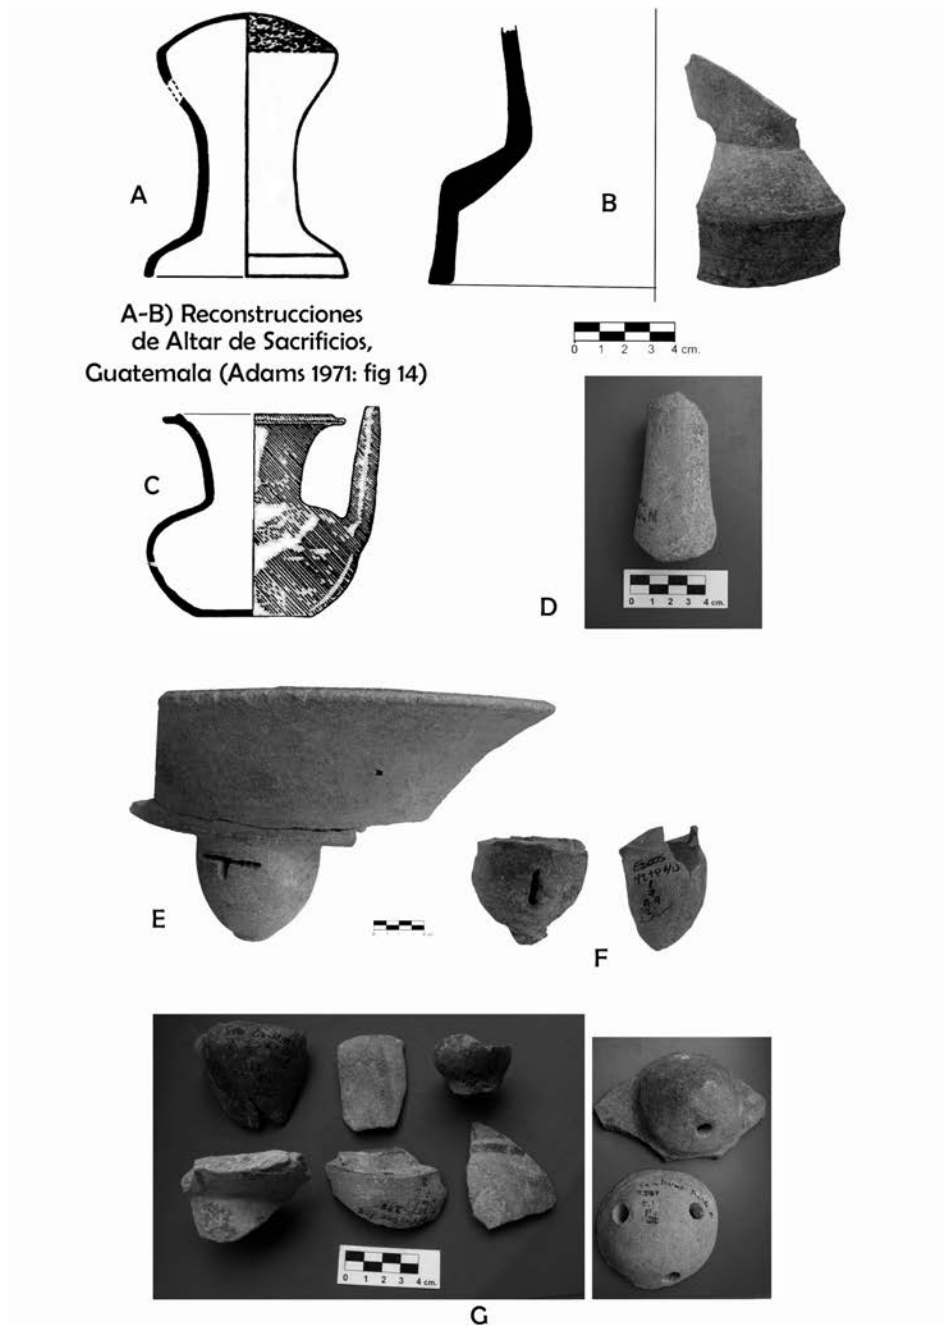 A
B
A-B) Reconstrucciones
de Altar de Sacrificios,
Guatemala (Adams 1971: fig 14)
0 1 2 3 4 cm.
C
0 1 2 3 4 cm.
D
E
F
0 1 2 3 4 cm.
G